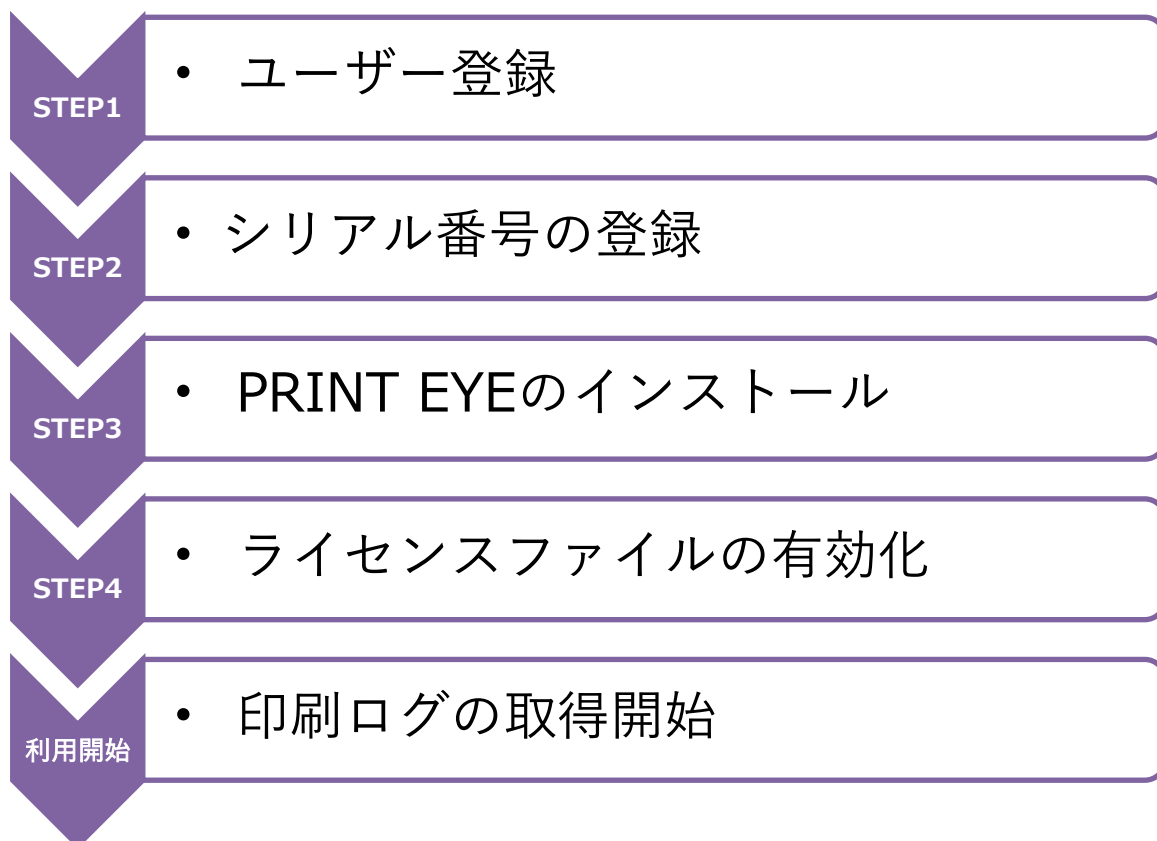 STEP1
• ユーザー登録
STEP2
• シリアル番号の登録
STEP3
• PRINT EYEのインストール
STEP4
• ライセンスファイルの有効化
利用開始
• 印刷ログの取得開始